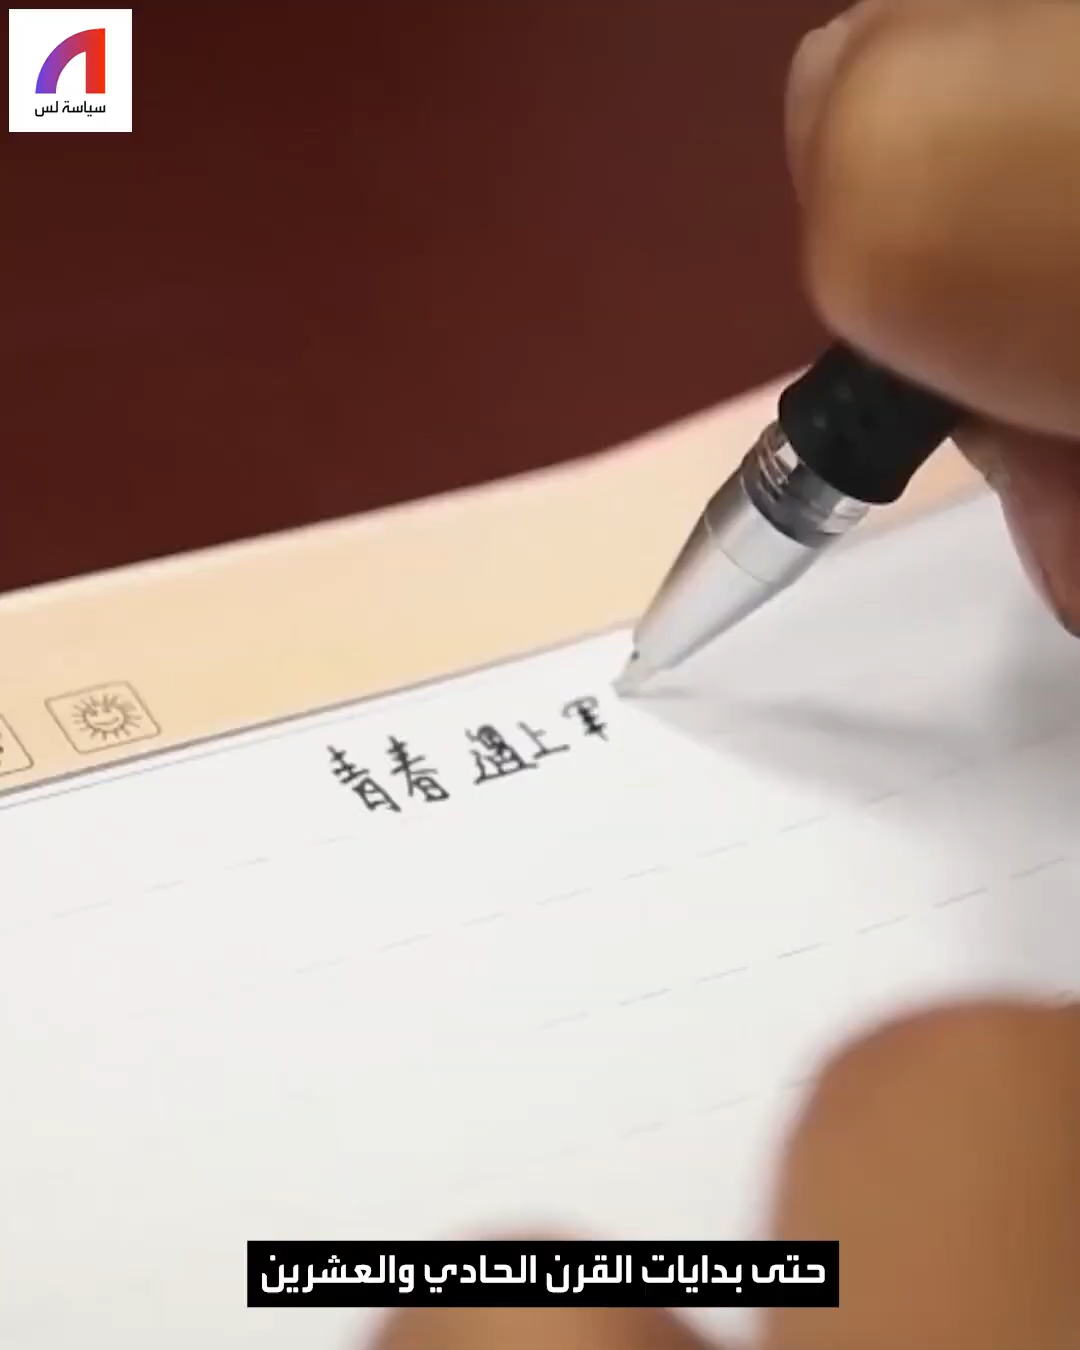 سياسة لس
青春 遇上軍
حتى بدايات القرن الحادي والعشرين